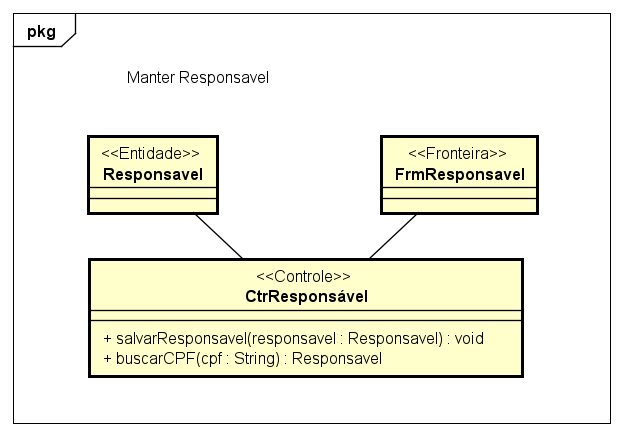 pkg
Manter Responsavel
<<Entidade>>
Responsavel
<<Fronteira>>
FrmResponsavel
<<Controle>>
CtrResponsável
+ salvarResponsavel(responsavel : Responsavel) : void
+ buscarCPF(cpf : String) : Responsavel